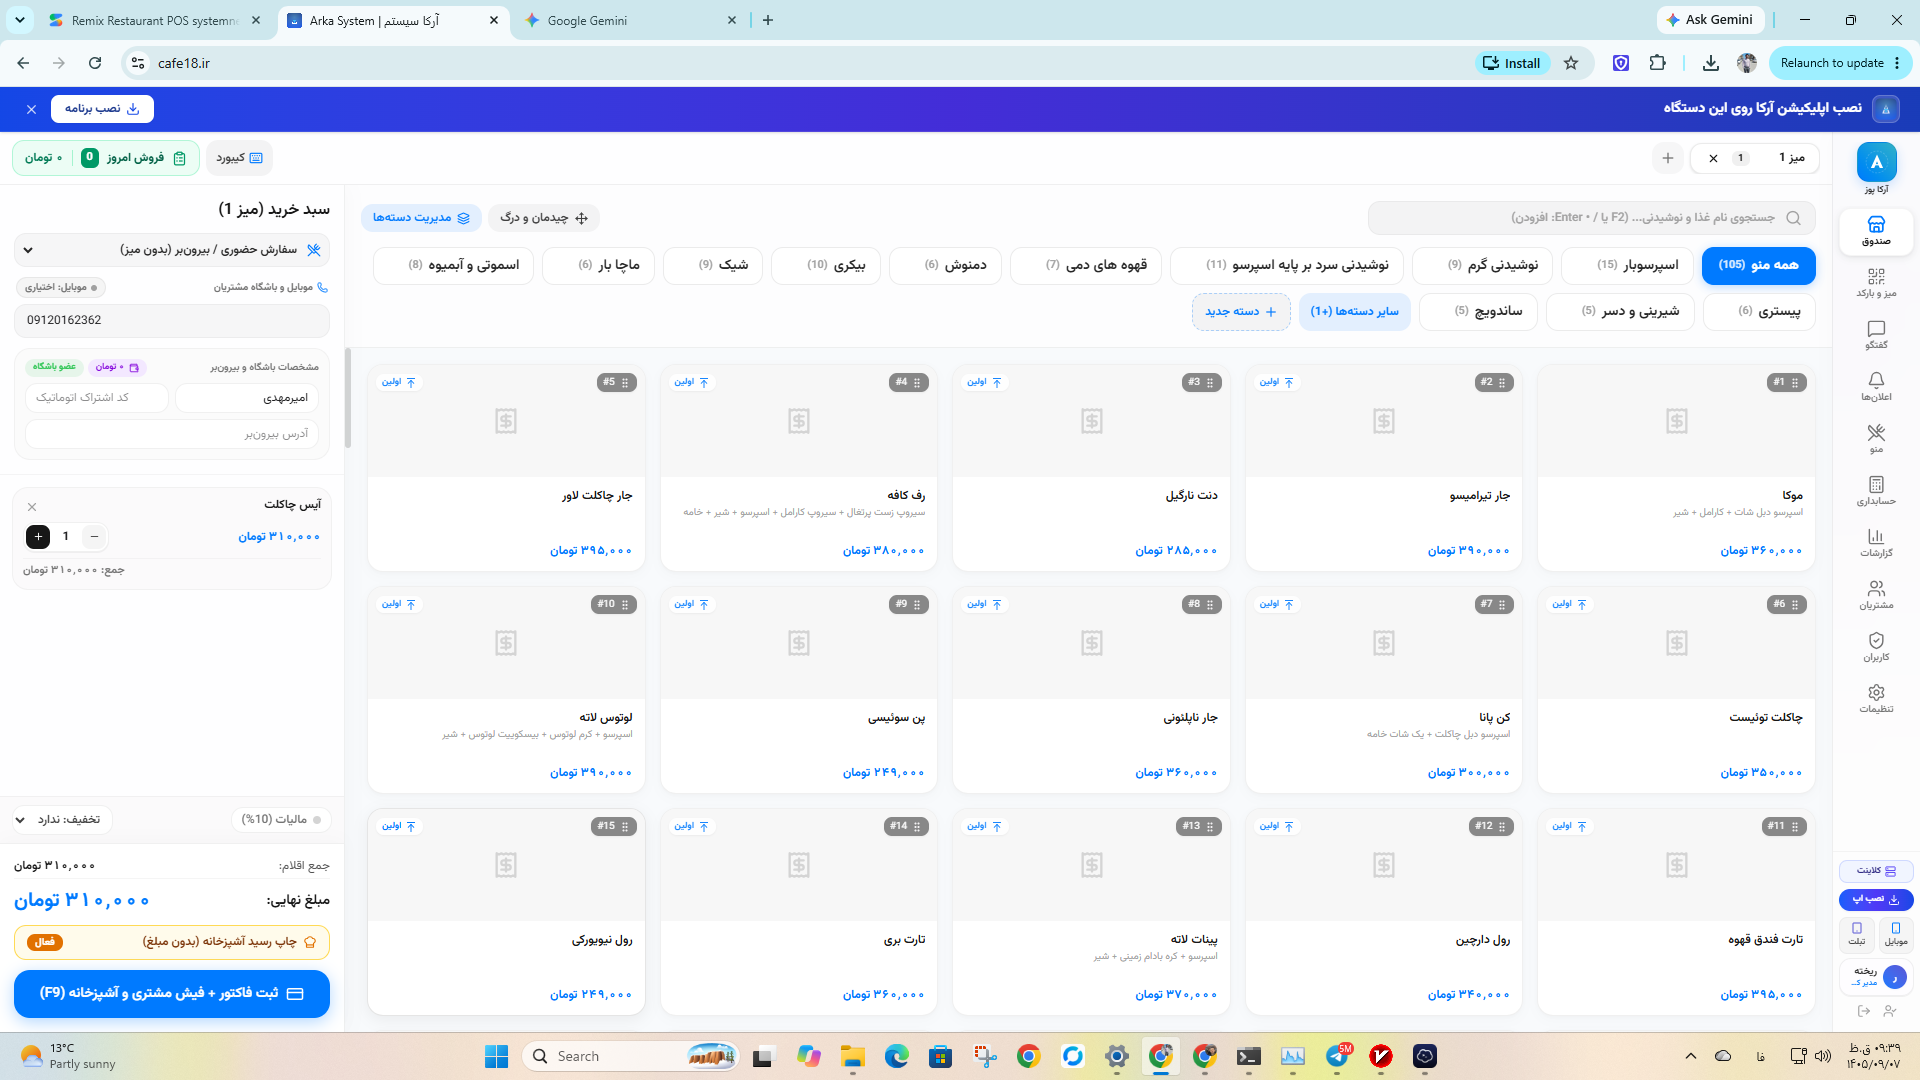 Remix Restaurant POS systemne
Arka System | آرکا سیستم
Google Gemini
Ask Gemini
cafe18.ir
Install
Relaunch to update
نصب اپلیکیشن آرکا روی این دستگاه
نصب برنامه
آرکا پوز
صندوق
میز و بارکد
گفتگو
اعلان‌ها
منو
حسابداری
گزارشات
مشتریان
کاربران
تنظیمات
کلاینت
نصب اپ
موبایل
تبلت
ریخته
مدیر ک...
ر
میز 1
1
کیبورد
فروش امروز 0 ۰ تومان
جستجوی نام غذا و نوشیدنی... (F2 یا / • Enter: افزودن)
چیدمان و درگ
مدیریت دسته‌ها
همه منو (105)
اسپرسوبار (15)
نوشیدنی گرم (9)
نوشیدنی سرد بر پایه اسپرسو (11)
قهوه های دمی (7)
دمنوش (6)
بیکری (10)
شیک (9)
ماچا بار (6)
اسموتی و آبمیوه (8)
پیستری (6)
شیرینی و دسر (5)
ساندویچ (5)
سایر دسته‌ها (+1)
+ دسته جدید
#1
موکا
اسپرسو دبل شات + کارامل + شیر
۳۶۰,۰۰۰ تومان
#2
اولین
جار تیرامیسو
۳۹۰,۰۰۰ تومان
#3
اولین
دنت نارگیل
۲۸۵,۰۰۰ تومان
#4
اولین
رف کافه
سیروپ زست پرتغال + سیروپ کارامل + اسپرسو + شیر + خامه
۳۸۰,۰۰۰ تومان
#5
اولین
جار چاکلت لاور
۳۹۵,۰۰۰ تومان
#6
اولین
چاکلت توئیست
۳۵۰,۰۰۰ تومان
#7
اولین
کن پانا
اسپرسو دبل چاکلت + یک شات خامه
۳۰۰,۰۰۰ تومان
#8
اولین
جار ناپلئونی
۳۶۰,۰۰۰ تومان
#9
اولین
پن سوئیسی
۲۴۹,۰۰۰ تومان
#10
اولین
لوتوس لاته
اسپرسو + کرم لوتوس + بیسکوییت لوتوس + شیر
۳۹۰,۰۰۰ تومان
#11
اولین
تارت فندق قهوه
۳۹۵,۰۰۰ تومان
#12
اولین
رول دارچین
۳۴۰,۰۰۰ تومان
#13
اولین
پینات لاته
اسپرسو + کره بادام زمینی + شیر
۳۷۰,۰۰۰ تومان
#14
اولین
تارت بری
۳۶۰,۰۰۰ تومان
#15
اولین
رول نیویورکی
۲۴۹,۰۰۰ تومان
سبد خرید (میز 1)
سفارش حضوری / بیرون‌بر (بدون میز)
موبایل و باشگاه مشتریان
موبایل: اختیاری
09120162362
مشخصات باشگاه و بیرون‌بر
۰ تومان
عضو باشگاه
امیرمهدی
کد اشتراک اتوماتیک
آدرس بیرون‌بر
آیس چاکلت
۳۱۰,۰۰۰ تومان
− 1 +
جمع: ۳۱۰,۰۰۰ تومان
مالیات (10%)
تخفیف: ندارد
جمع اقلام: ۳۱۰,۰۰۰ تومان
مبلغ نهایی: ۳۱۰,۰۰۰ تومان
چاپ رسید آشپزخانه (بدون مبلغ)
فعال
ثبت فاکتور + فیش مشتری و آشپزخانه (F9)
13°C
Partly sunny
Search
5M
فا
۰۹:۳۹ ق.ظ
۱۴۰۵/۰۹/۰۷